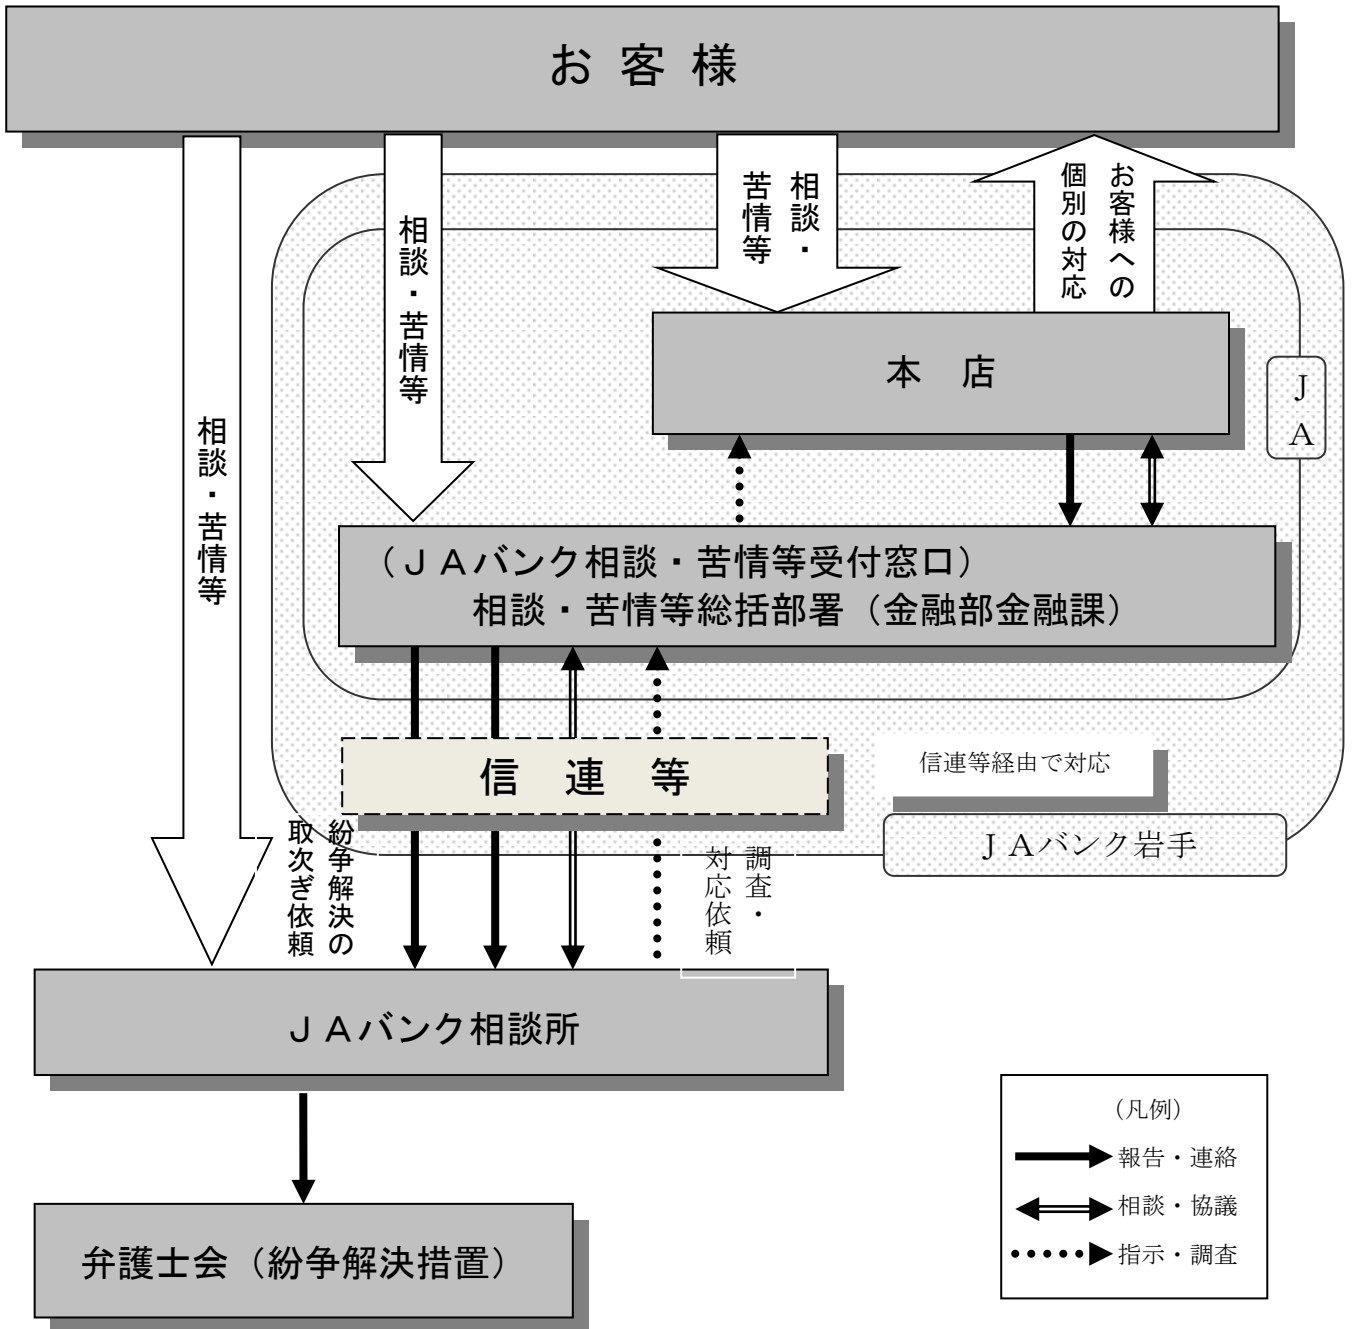 お 客 様
相談・苦情等
相談・苦情等
相談・
苦情等
お客様への
個別の対応
本 店
ＪＡ
（ＪＡバンク相談・苦情等受付窓口）
相談・苦情等総括部署（金融部金融課）
信 連 等
信連等経由で対応
ＪＡバンク岩手
紛争解決の
取次ぎ依頼
調査・
対応依頼
ＪＡバンク相談所
弁護士会（紛争解決措置）
（凡例）
報告・連絡
相談・協議
指示・調査